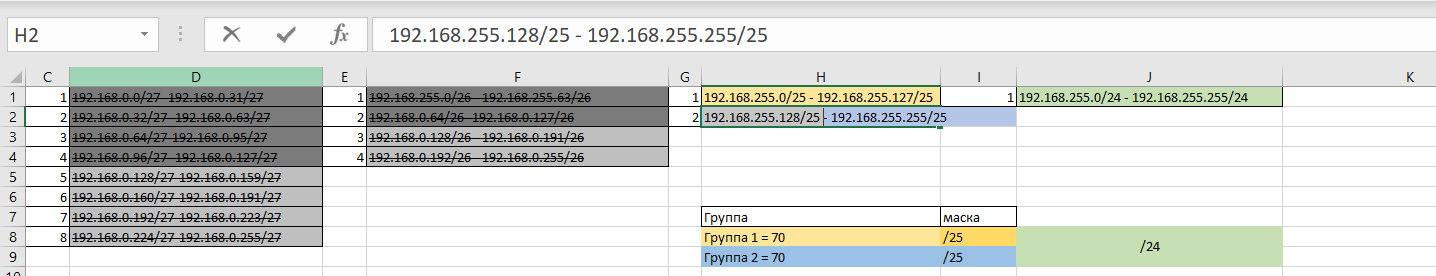 H2 192.168.255.128/25 - 192.168.255.255/25
C D E F G H I J K
1 1 192.168.0.0/27 192.168.0.31/27 1 192.168.255.0/26 - 192.168.255.63/26 1 192.168.255.0/25 - 192.168.255.127/25 1 192.168.255.0/24 - 192.168.255.255/24
2 2 192.168.0.32/27 192.168.0.63/27 2 192.168.0.64/26 - 192.168.0.127/26 2 192.168.255.128/25 - 192.168.255.255/25
3 3 192.168.0.64/27 192.168.0.95/27 3 192.168.0.128/26 - 192.168.0.191/26
4 4 192.168.0.96/27 192.168.0.127/27 4 192.168.0.192/26 - 192.168.0.255/26
5 5 192.168.0.128/27 192.168.0.159/27
6 6 192.168.0.160/27 192.168.0.191/27
7 7 192.168.0.192/27 192.168.0.223/27 Группа маска
8 8 192.168.0.224/27 192.168.0.255/27 Группа 1 = 70 /25 /24
9 Группа 2 = 70 /25
10